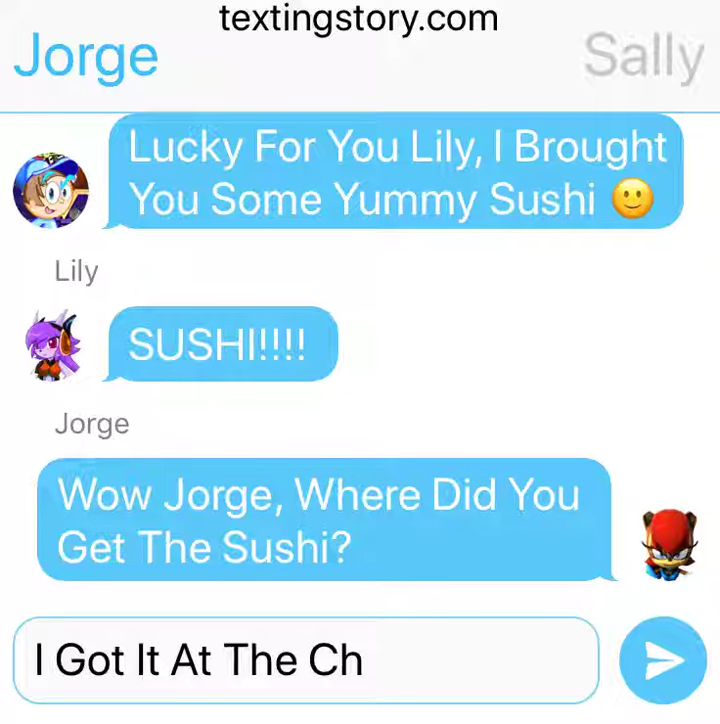 textingstory.com
Jorge
Sally
Lucky For You Lily, I Brought
You Some Yummy Sushi 🙂
Lily
SUSHI!!!!
Jorge
Wow Jorge, Where Did You
Get The Sushi?
I Got It At The Ch